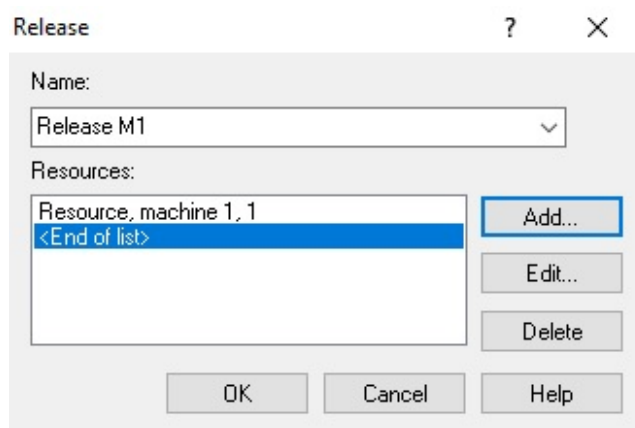 Release ? ×
Name:
Release M1
Resources:
Resource, machine 1, 1
<End of list>
Add...
Edit...
Delete
OK Cancel Help